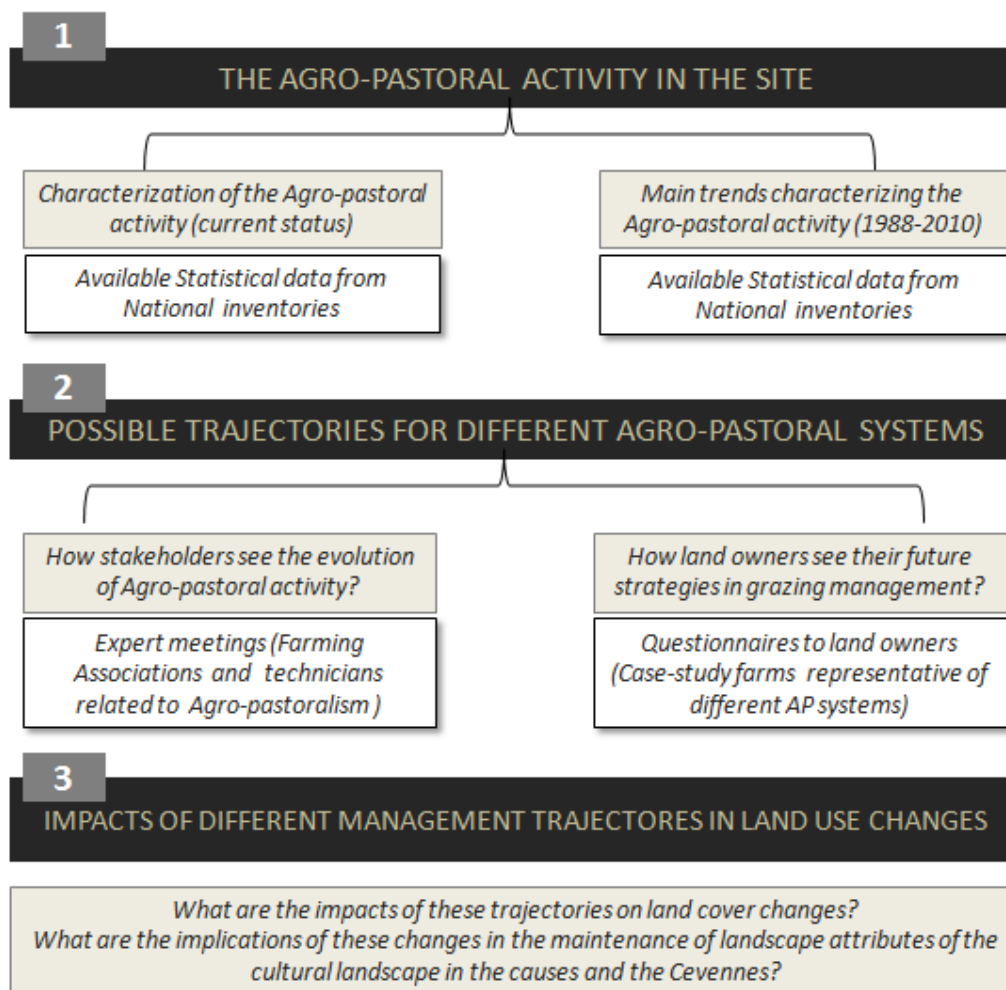 1
THE AGRO-PASTORAL ACTIVITY IN THE SITE
Characterization of the Agro-pastoral
activity (current status)
Available Statistical data from
National inventories
Main trends characterizing the
Agro-pastoral activity (1988-2010)
Available Statistical data from
National inventories
2
POSSIBLE TRAJECTORIES FOR DIFFERENT AGRO-PASTORAL SYSTEMS
How stakeholders see the evolution
of Agro-pastoral activity?
Expert meetings (Farming
Associations and technicians
related to Agro-pastoralism )
How land owners see their future
strategies in grazing management?
Questionnaires to land owners
(Case-study farms representative of
different AP systems)
3
IMPACTS OF DIFFERENT MANAGEMENT TRAJECTORES IN LAND USE CHANGES
What are the impacts of these trajectories on land cover changes?
What are the implications of these changes in the maintenance of landscape attributes of the
cultural landscape in the causes and the Cevennes?